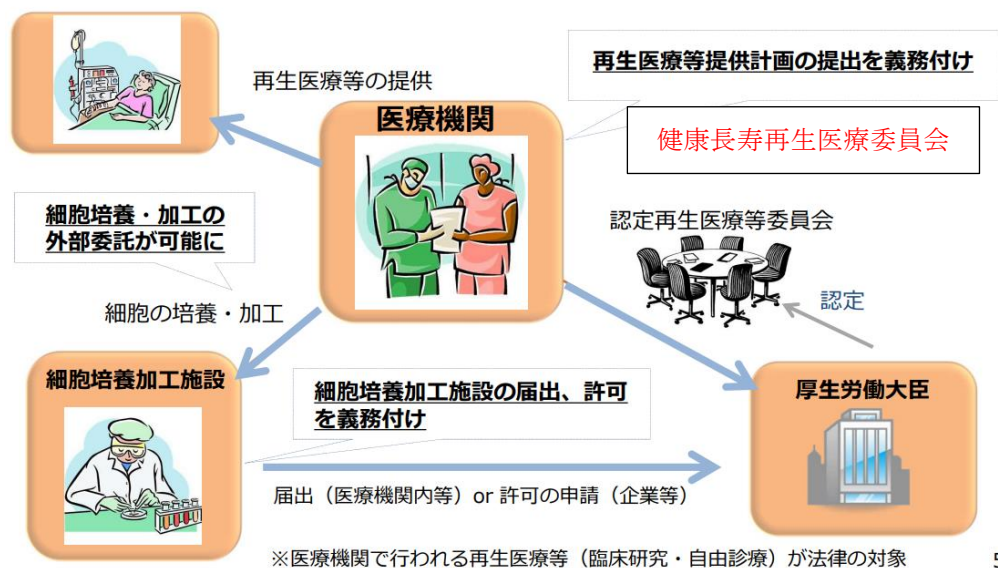 再生医療等の提供
再生医療等提供計画の提出を義務付け
医療機関
健康長寿再生医療委員会
細胞培養・加工の
外部委託が可能に
認定再生医療等委員会
認定
細胞の培養・加工
細胞培養加工施設
細胞培養加工施設の届出、許可
を義務付け
厚生労働大臣
届出（医療機関内等）or 許可の申請（企業等）
※医療機関で行われる再生医療等（臨床研究・自由診療）が法律の対象
5